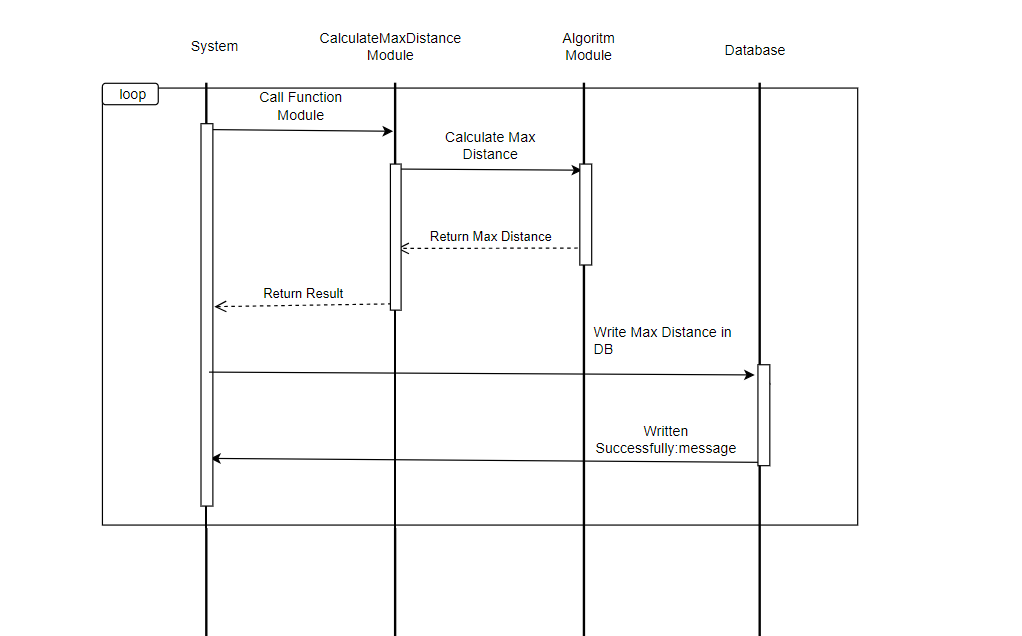 System
CalculateMaxDistance
Module
Algoritm
Module
Database
loop
Call Function
Module
Calculate Max
Distance
Return Max Distance
Return Result
Write Max Distance in
DB
Written
Successfully:message